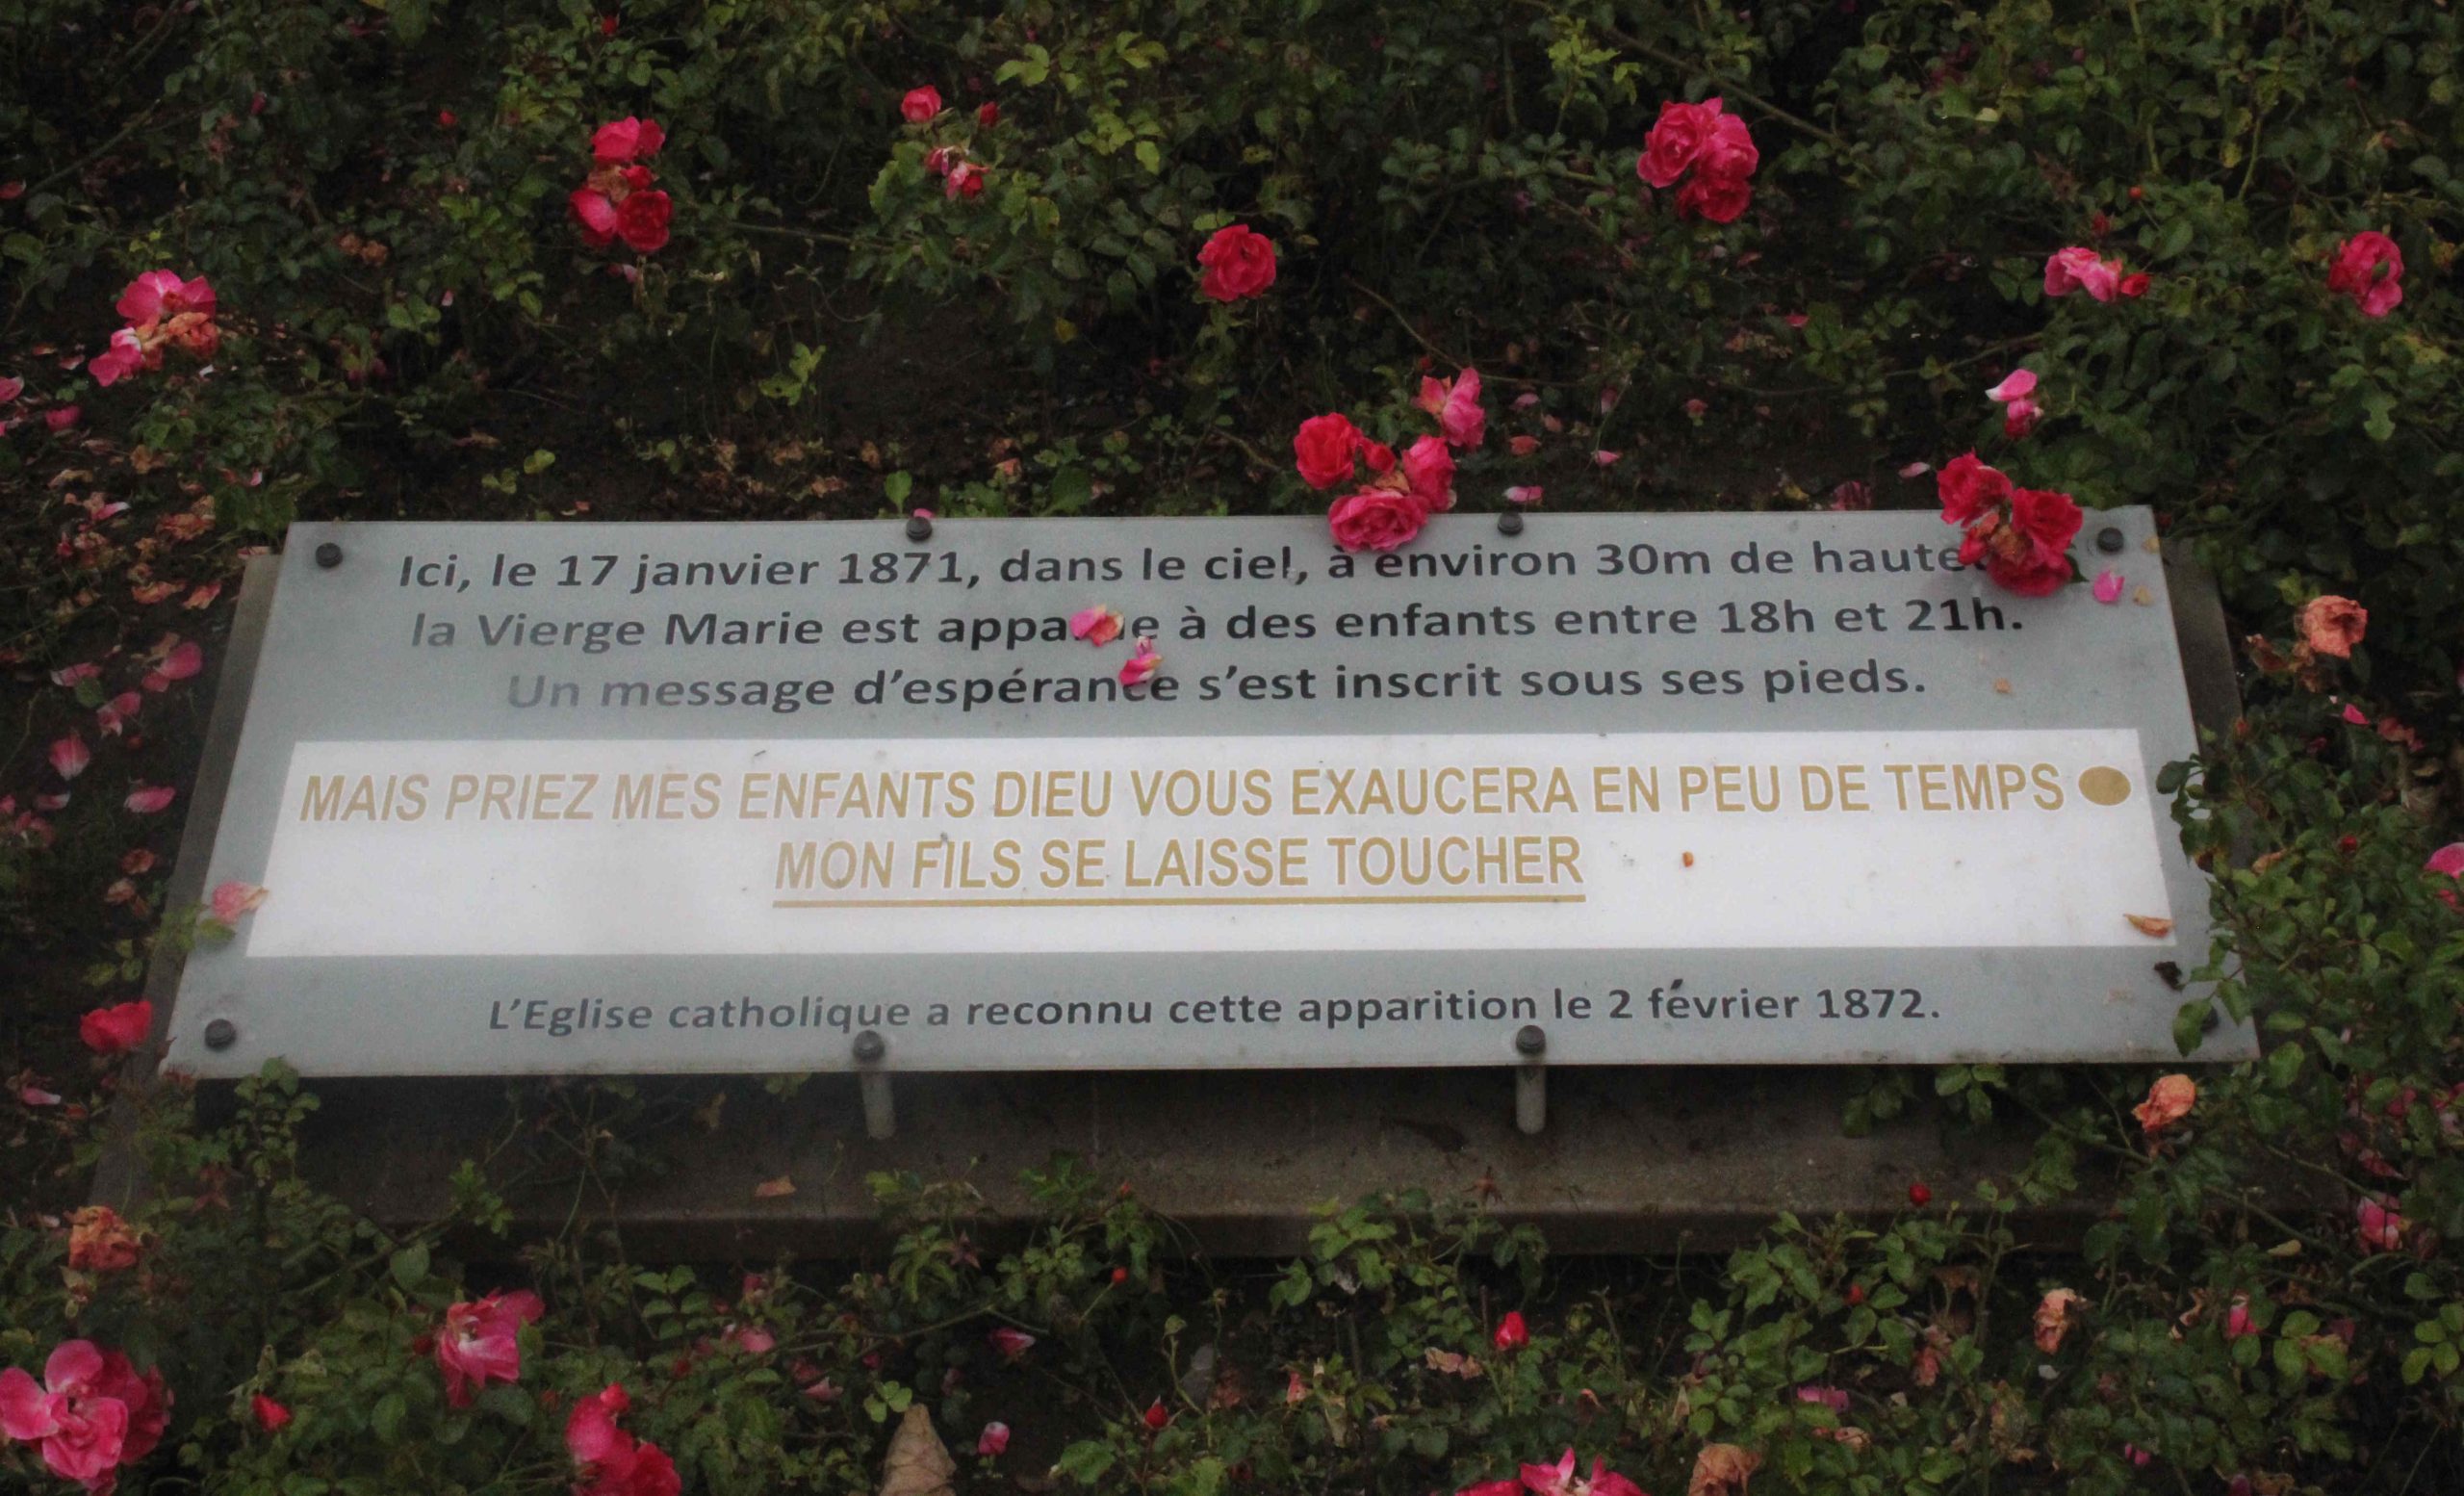 Ici, le 17 janvier 1871, dans le ciel, à environ 30m de haute
la Vierge Marie est apparue à des enfants entre 18h et 21h.
Un message d'espérance s'est inscrit sous ses pieds.
MAIS PRIEZ MES ENFANTS DIEU VOUS EXAUCERA EN PEU DE TEMPS
MON FILS SE LAISSE TOUCHER
L'Eglise catholique a reconnu cette apparition le 2 février 1872.